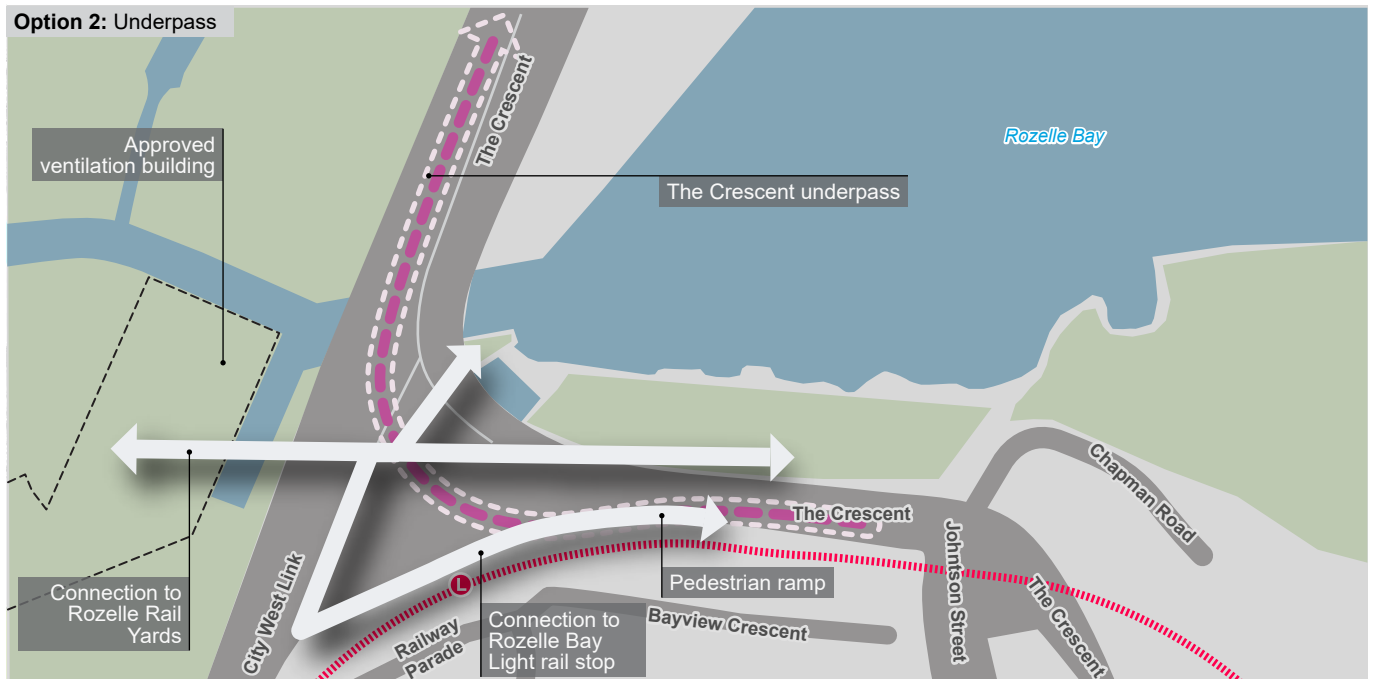 Option 2: Underpass
The Crescent
Rozelle Bay
Approved
ventilation building
The Crescent underpass
Chapman Road
The Crescent
Johntson Street
The Crescent
Connection to
Rozelle Rail
Yards
City West Link
L
Pedestrian ramp
Connection to
Rozelle Bay
Light rail stop
Bayview Crescent
Railway
Parade